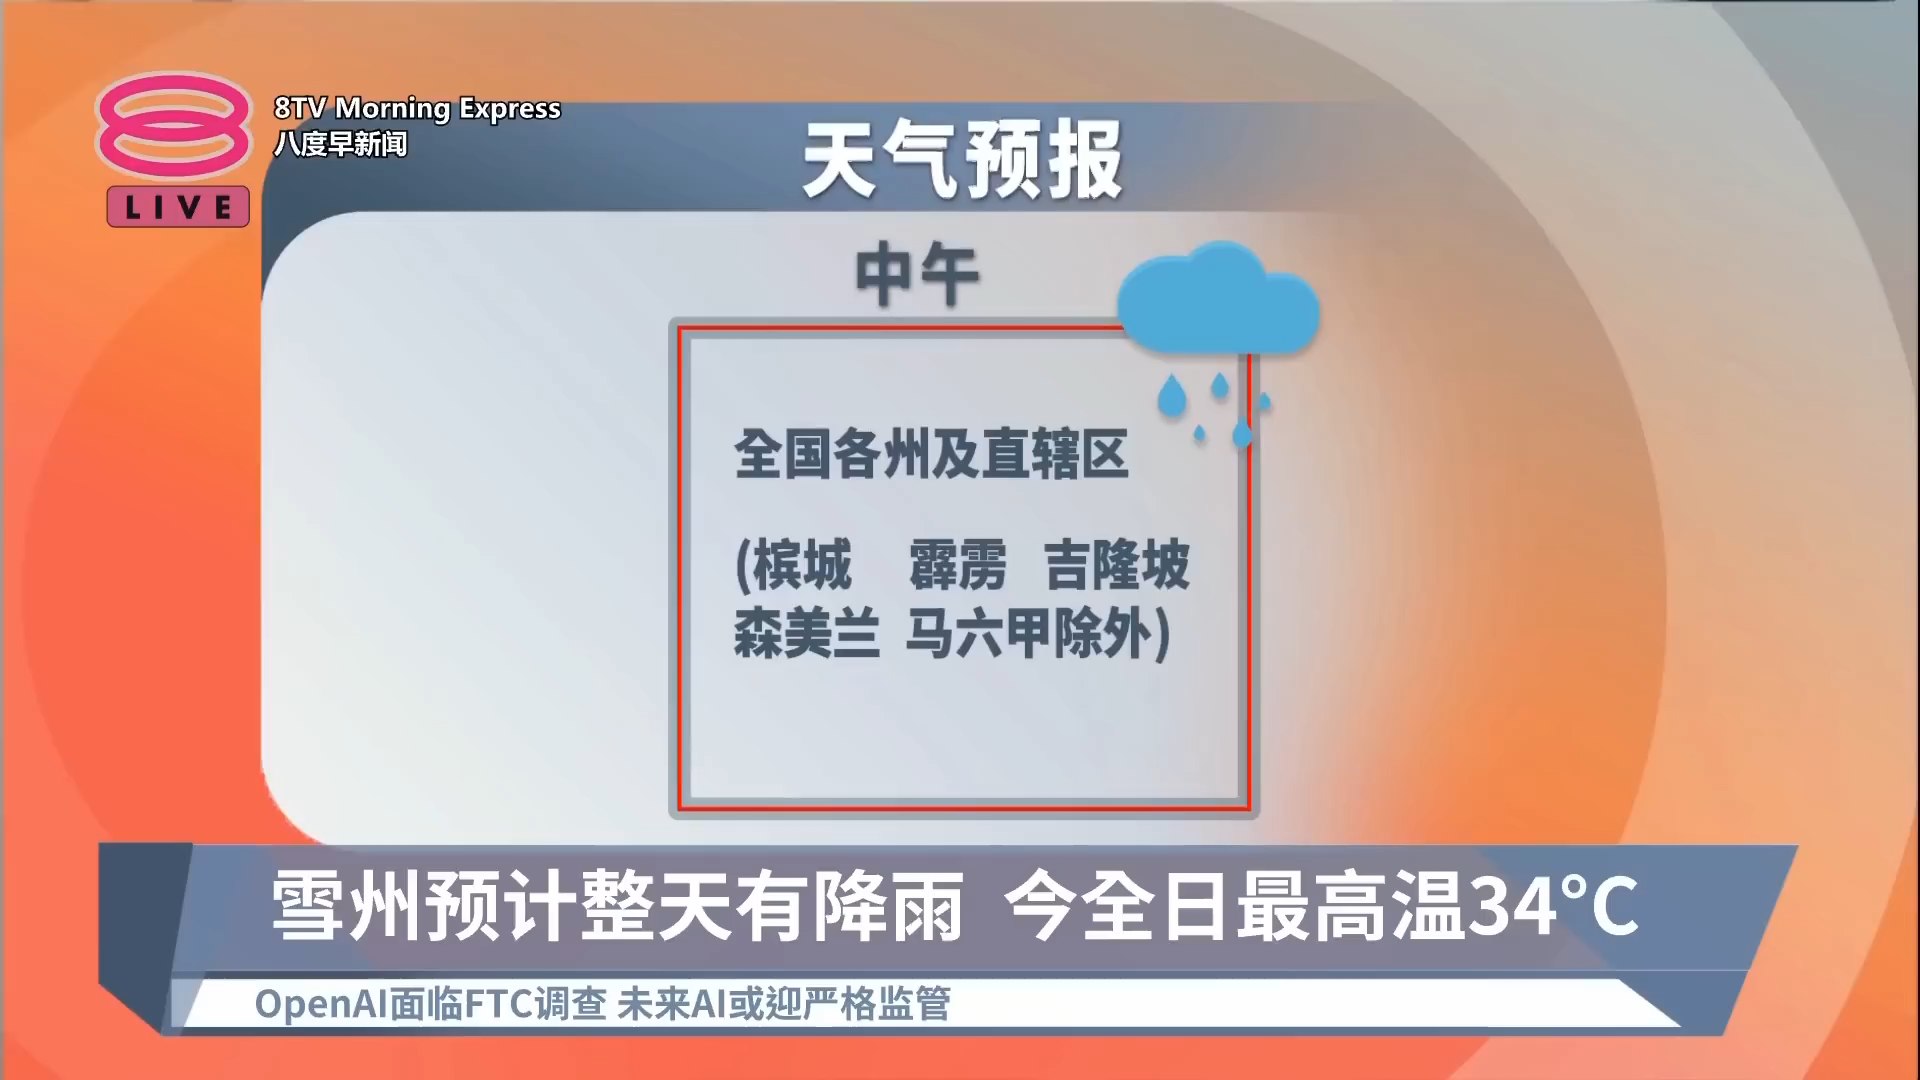 8TV Morning Express
八度早新闻
LIVE
天气预报
中午
全国各州及直辖区
(槟城 霹雳 吉隆坡
森美兰 马六甲除外)
雪州预计整天有降雨 今全日最高温34°C
OpenAI面临FTC调查 未来AI或迎严格监管